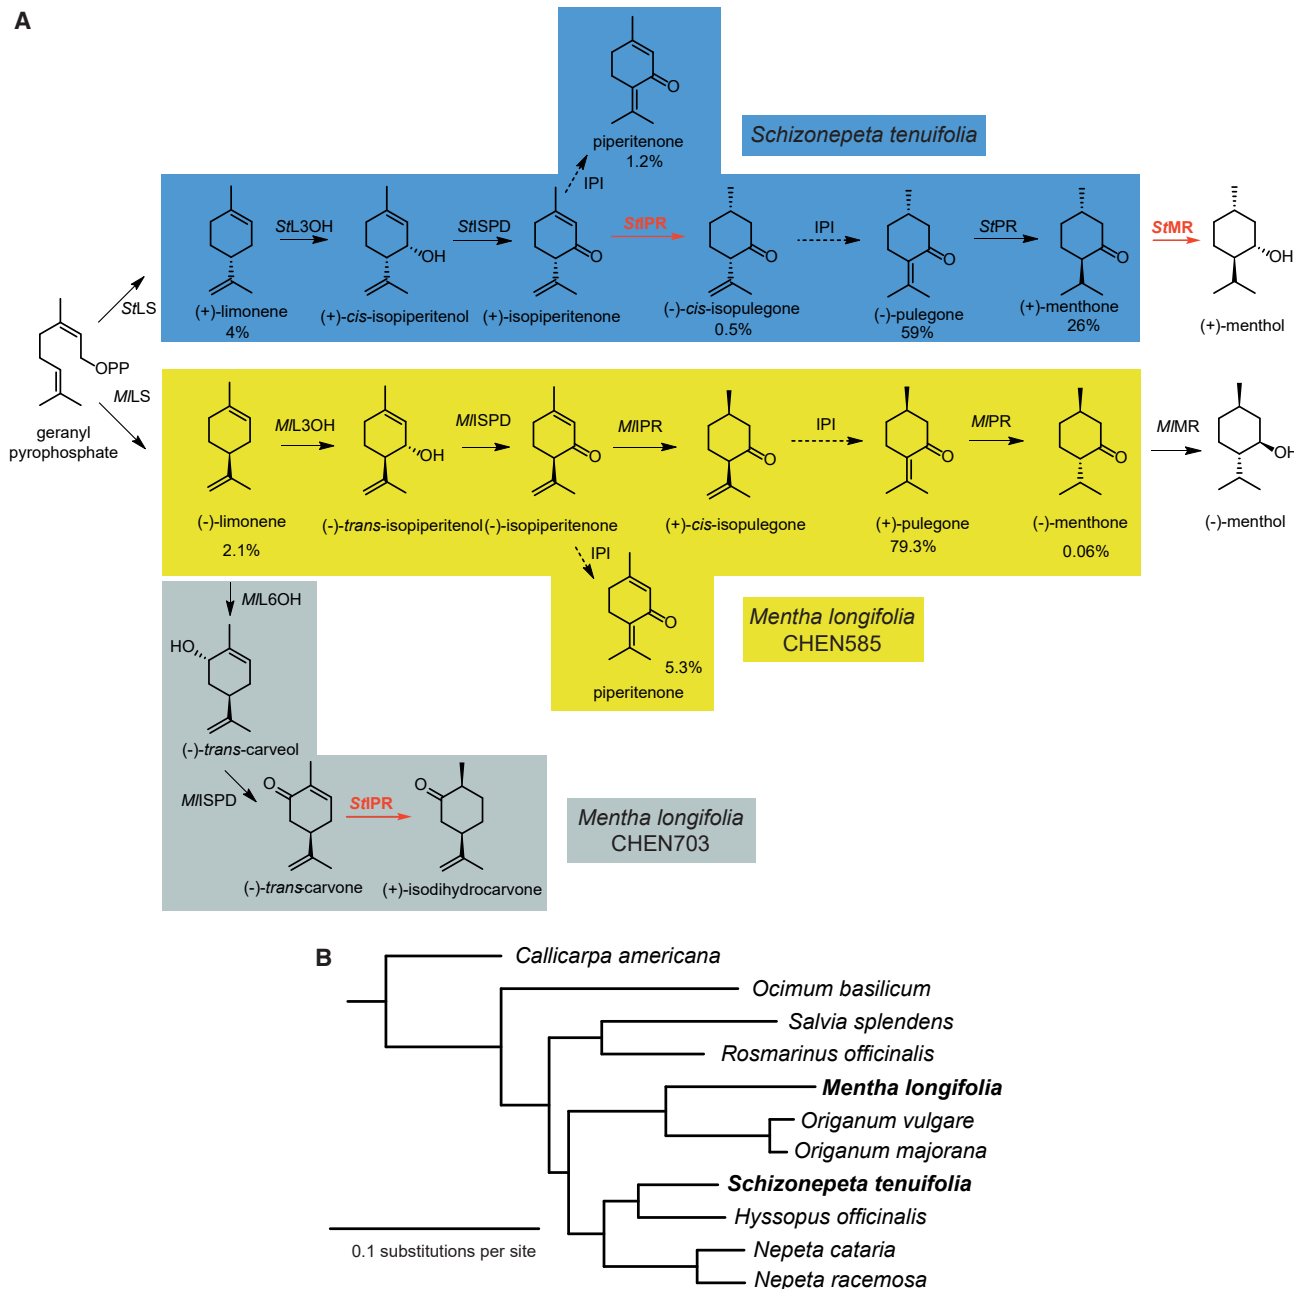 A
piperitenone
1.2%
Schizonepeta tenuifolia
IPI
StL3OH
StISPD
StIPR
IPI
StPR
StMR
O
OH
O
O
O
O
OH
(+)-limonene
4%
(+)-cis-isopiperitenol
(+)-isopiperitenone
(-)-cis-isopulegone
0.5%
(-)-pulegone
59%
(+)-menthone
26%
(+)-menthol
StLS
OPP
geranyl
pyrophosphate
MlLS
MlL3OH
MlISPD
MlIPR
IPI
MlPR
MlMR
OH
O
O
O
O
OH
(-)-limonene
2.1%
(-)-trans-isopiperitenol
(-)-isopiperitenone
(+)-cis-isopulegone
(+)-pulegone
79.3%
(-)-menthone
0.06%
(-)-menthol
IPI
O
5.3%
piperitenone
Mentha longifolia
CHEN585
MlL6OH
HO
(-)-trans-carveol
MlISPD
O
StIPR
O
(-)-trans-carvone
(+)-isodihydrocarvone
Mentha longifolia
CHEN703
B
Callicarpa americana
Ocimum basilicum
Salvia splendens
Rosmarinus officinalis
Mentha longifolia
Origanum vulgare
Origanum majorana
Schizonepeta tenuifolia
Hyssopus officinalis
Nepeta cataria
Nepeta racemosa
0.1 substitutions per site